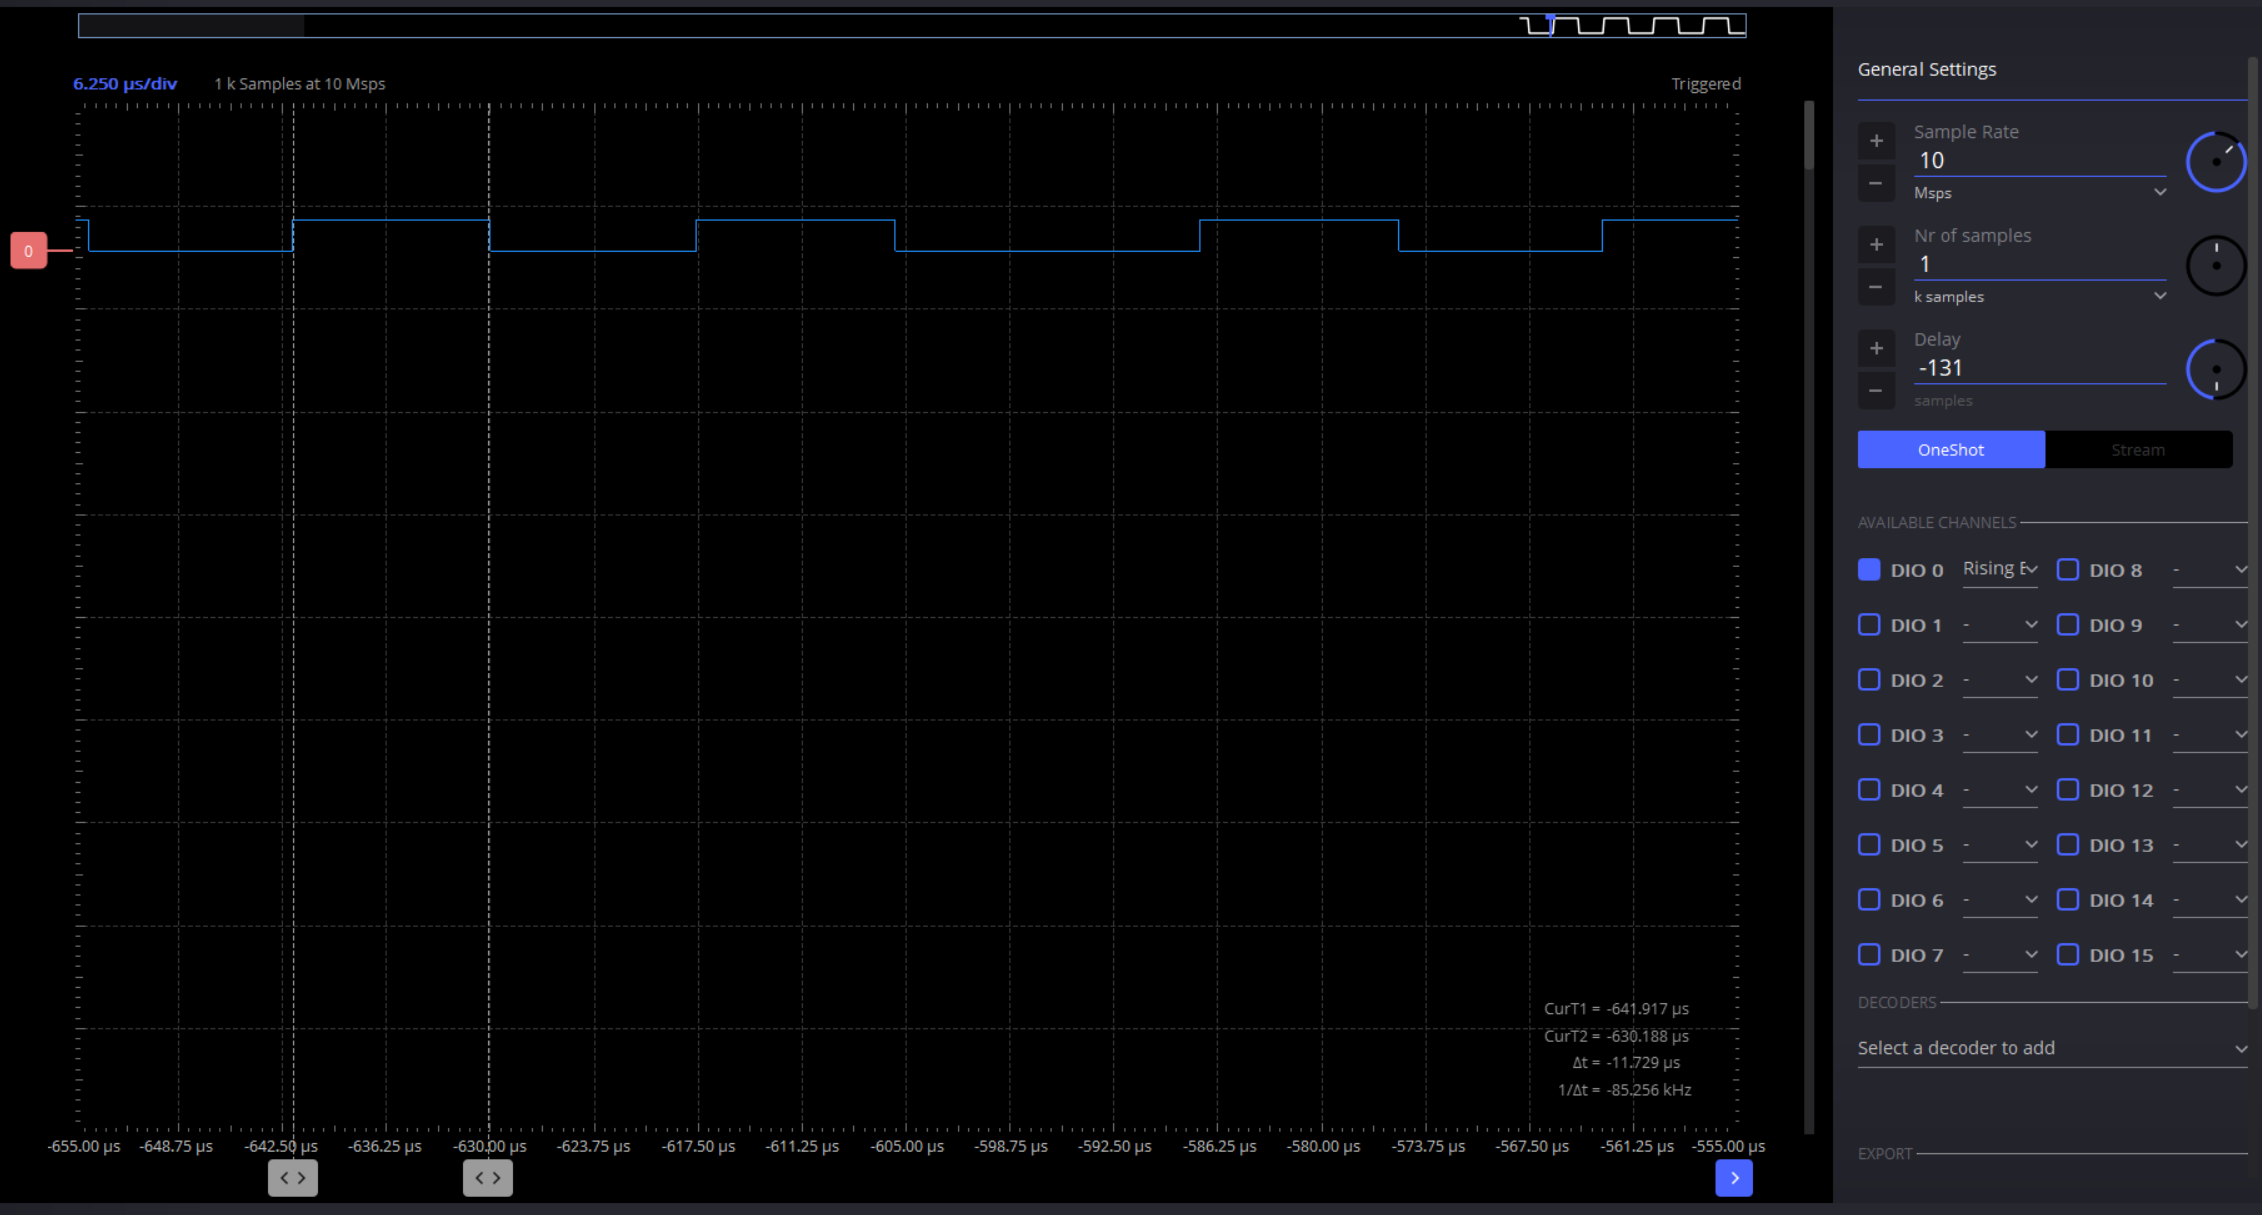 6.250 µs/div 1 k Samples at 10 Msps Triggered
0
-655.00 µs -648.75 µs -642.50 µs -636.25 µs -630.00 µs -623.75 µs -617.50 µs -611.25 µs -605.00 µs -598.75 µs -592.50 µs -586.25 µs -580.00 µs -573.75 µs -567.50 µs -561.25 µs -555.00 µs
CurT1 = -641.917 µs
CurT2 = -630.188 µs
Δt = -11.729 µs
1/Δt = -85.256 kHz
General Settings
Sample Rate
10
Msps
Nr of samples
1
k samples
Delay
-131
samples
OneShot Stream
AVAILABLE CHANNELS
DIO 0 Rising E DIO 8 -
DIO 1 - DIO 9 -
DIO 2 - DIO 10 -
DIO 3 - DIO 11 -
DIO 4 - DIO 12 -
DIO 5 - DIO 13 -
DIO 6 - DIO 14 -
DIO 7 - DIO 15 -
DECODERS
Select a decoder to add
EXPORT